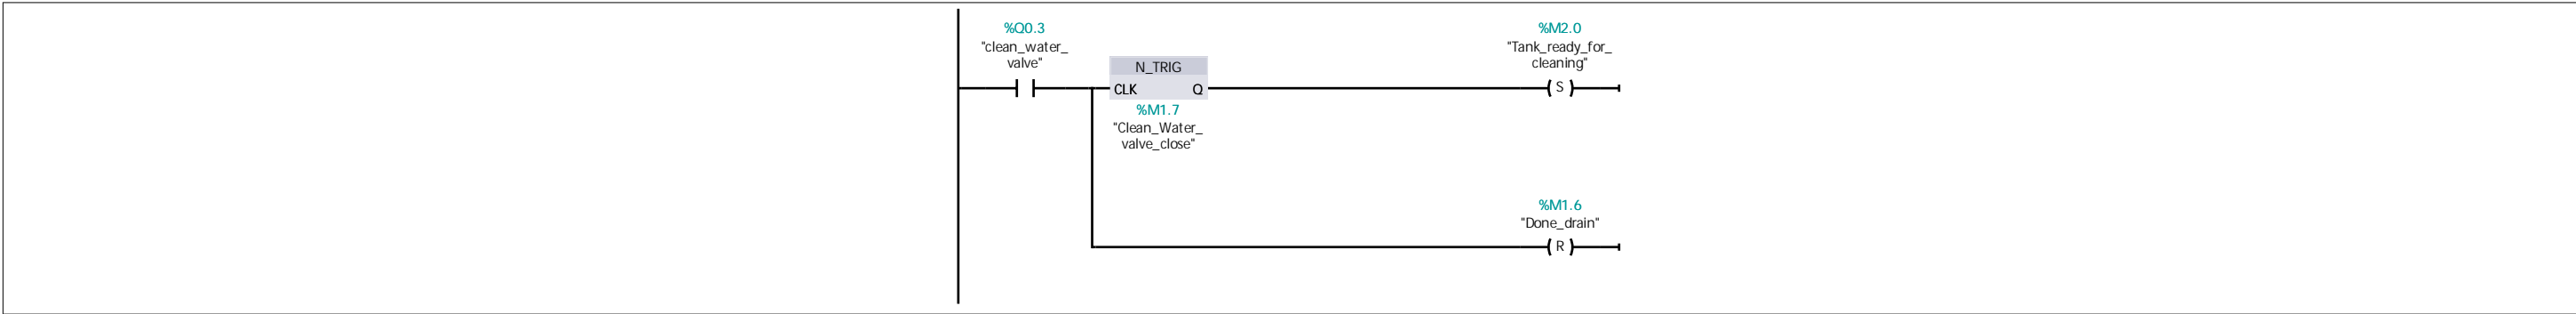 %Q0.3
"clean_water_
valve"
N_TRIG
CLK Q
%M1.7
"Clean_Water_
valve_close"
%M2.0
"Tank_ready_for_
cleaning"
S
%M1.6
"Done_drain"
R